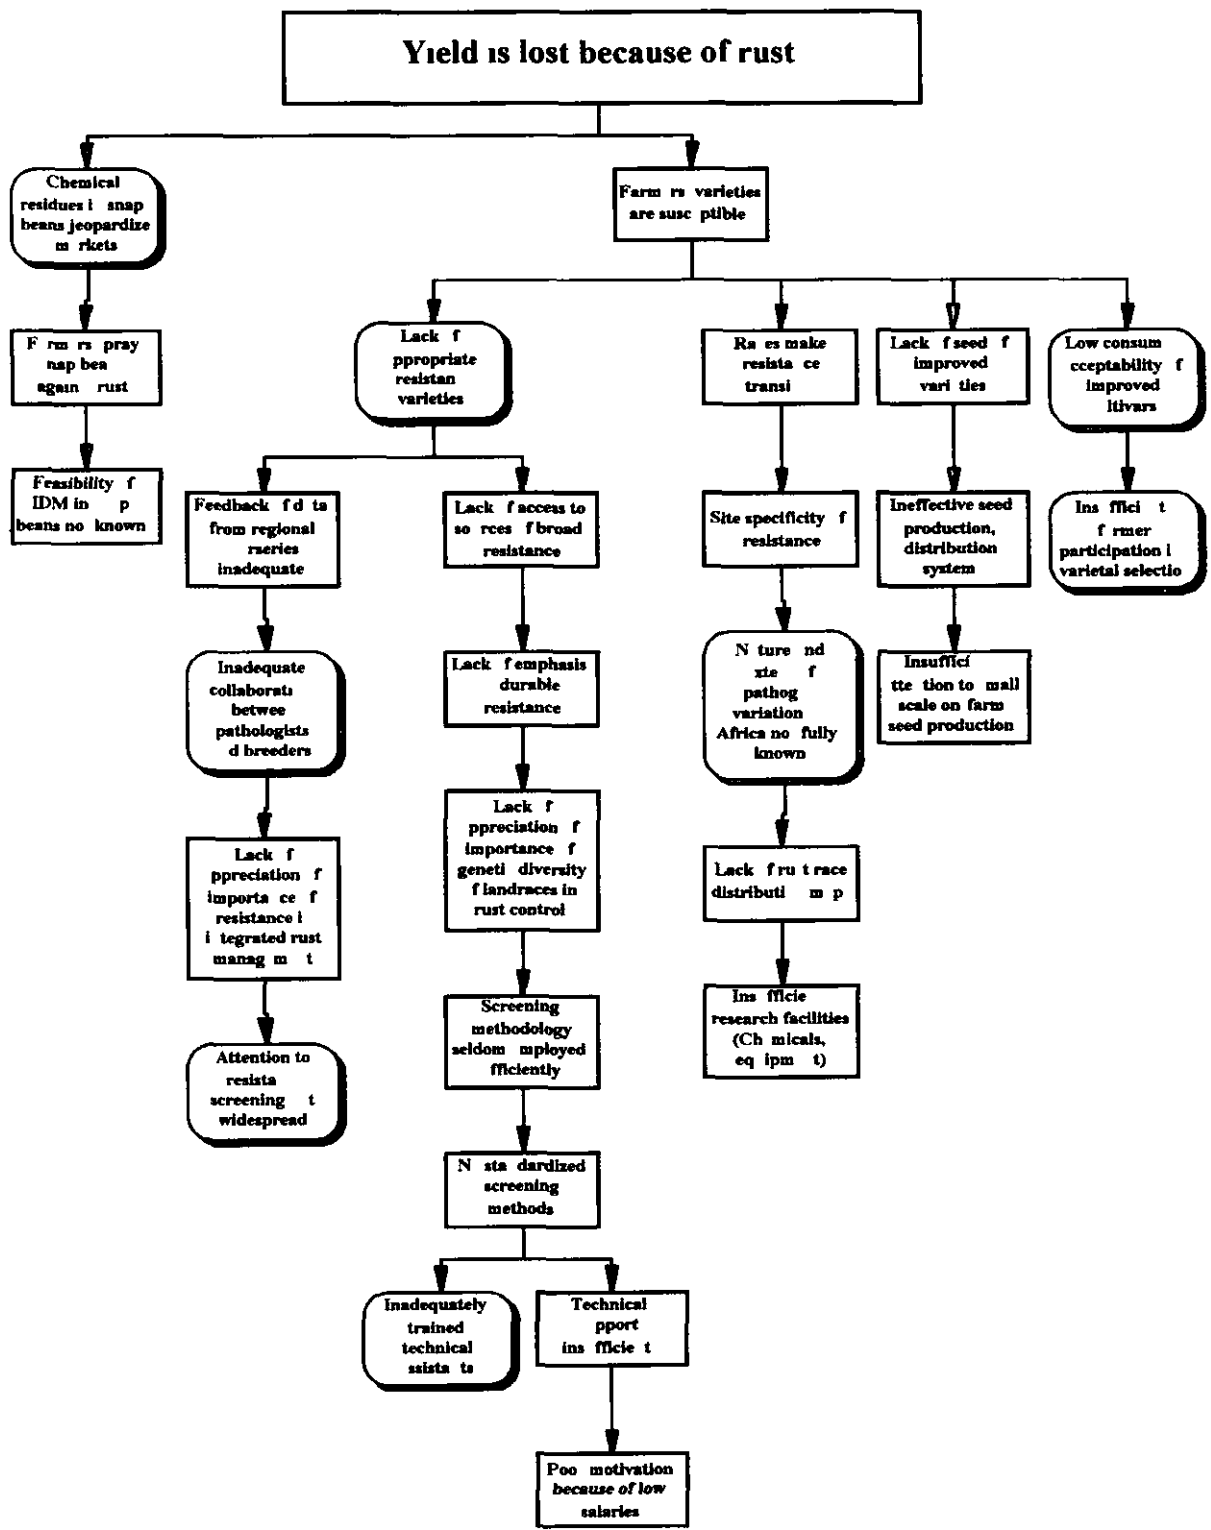 Yield is lost because of rust
Chemical
residues i snap
beans jeopardize
m rkets
Farm rs varieties
are susc ptible
F rm rs pray
nap bea
again rust
Lack f
ppropriate
resistan
varieties
Ra es make
resista ce
transi
Lack f seed f
improved
vari ties
Low consum
cceptability f
improved
ltivars
Feasibility f
IDM in p
beans no known
Feedback f d ta
from regional
rseries
inadequate
Lack f access to
so rces f broad
resistance
Site specificity f
resistance
Ineffective seed
production,
distribution
system
Ins ffici t
f rmer
participation i
varietal selectio
Inadequate
collaborati
betwee
pathologists
d breeders
Lack f emphasis
durable
resistance
N ture nd
xte f
pathog
variation
Africa no fully
known
Insuffici
tte tion to mall
scale on farm
seed production
Lack f
ppreciation f
importa ce f
resistance i
i tegrated rust
manag m t
Lack f
ppreciation f
importance f
geneti diversity
f landraces in
rust control
Lack f ru t race
distributi m p
Screening
methodology
seldom mployed
fficiently
Ins fficie
research facilities
(Ch micals,
eq ipm t)
Attention to
resista
screening t
widespread
N sta dardized
screening
methods
Inadequately
trained
technical
ssista ts
Technical
pport
ins fficie t
Poo motivation
because of low
salaries